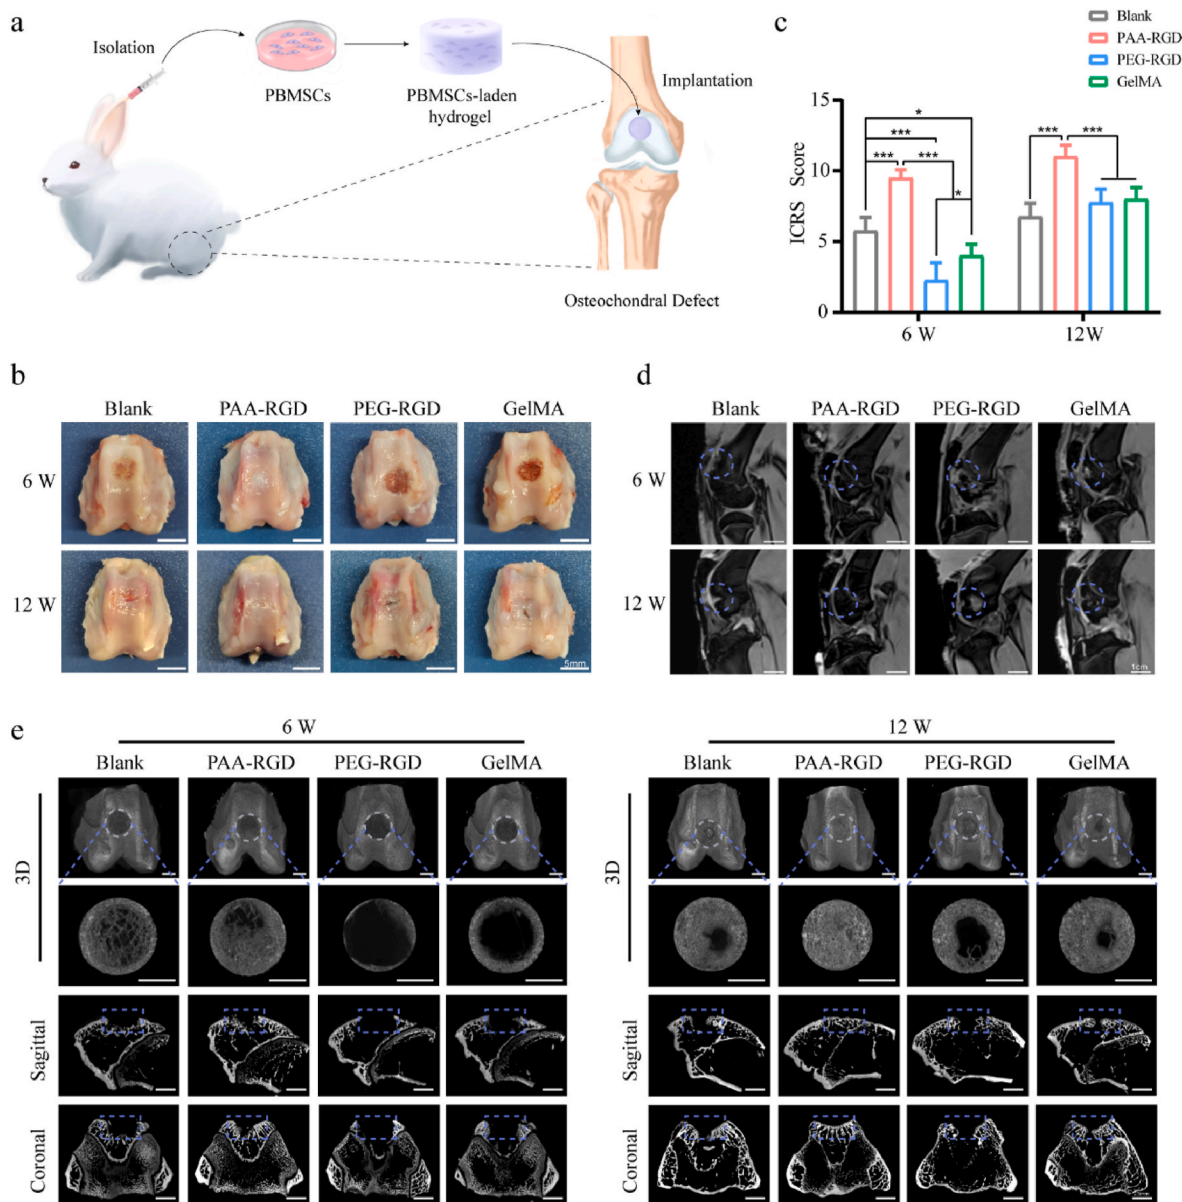 a
Isolation
PBMSCs
PBMSCs-laden
hydrogel
Implantation
Osteochondral Defect
c
Blank
PAA-RGD
PEG-RGD
GelMA
ICRS Score
15
10
5
0
*
***
***
***
*
***
***
6 W
12W
b
Blank PAA-RGD PEG-RGD GelMA
6 W
12 W
5mm
d
Blank PAA-RGD PEG-RGD GelMA
6 W
12 W
1cm
e
6 W
Blank PAA-RGD PEG-RGD GelMA
3D
Sagittal
Coronal
12 W
Blank PAA-RGD PEG-RGD GelMA
3D
Sagittal
Coronal